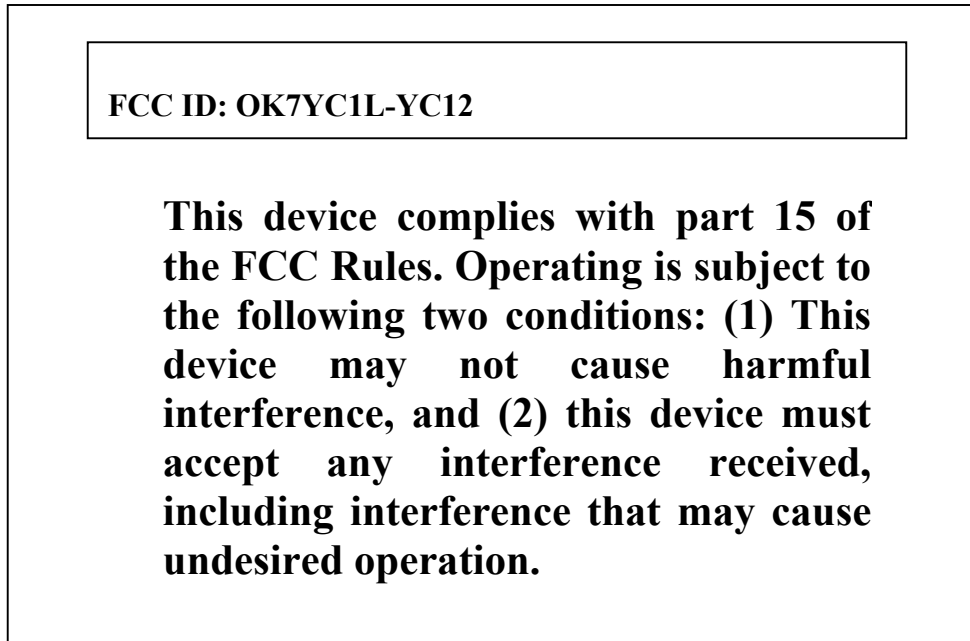 FCC ID: OK7YC1L-YC12
This device complies with part 15 of
the FCC Rules. Operating is subject to
the following two conditions: (1) This
device may not cause harmful
interference, and (2) this device must
accept any interference received,
including interference that may cause
undesired operation.